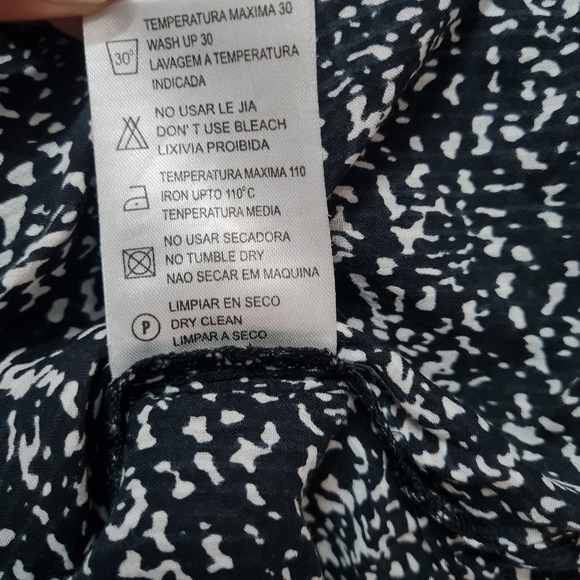 TEMPERATURA MAXIMA 30
30°
WASH UP 30
LAVAGEM A TEMPERATURA
INDICADA
NO USAR LE JIA
DON' T USE BLEACH
LIXIVIA PROIBIDA
TEMPERATURA MAXIMA 110
IRON UPTO 110°C
TENPERATURA MEDIA
NO USAR SECADORA
NO TUMBLE DRY
NAO SECAR EM MAQUINA
LIMPIAR EN SECO
P
DRY CLEAN
LIMPAR A SECO